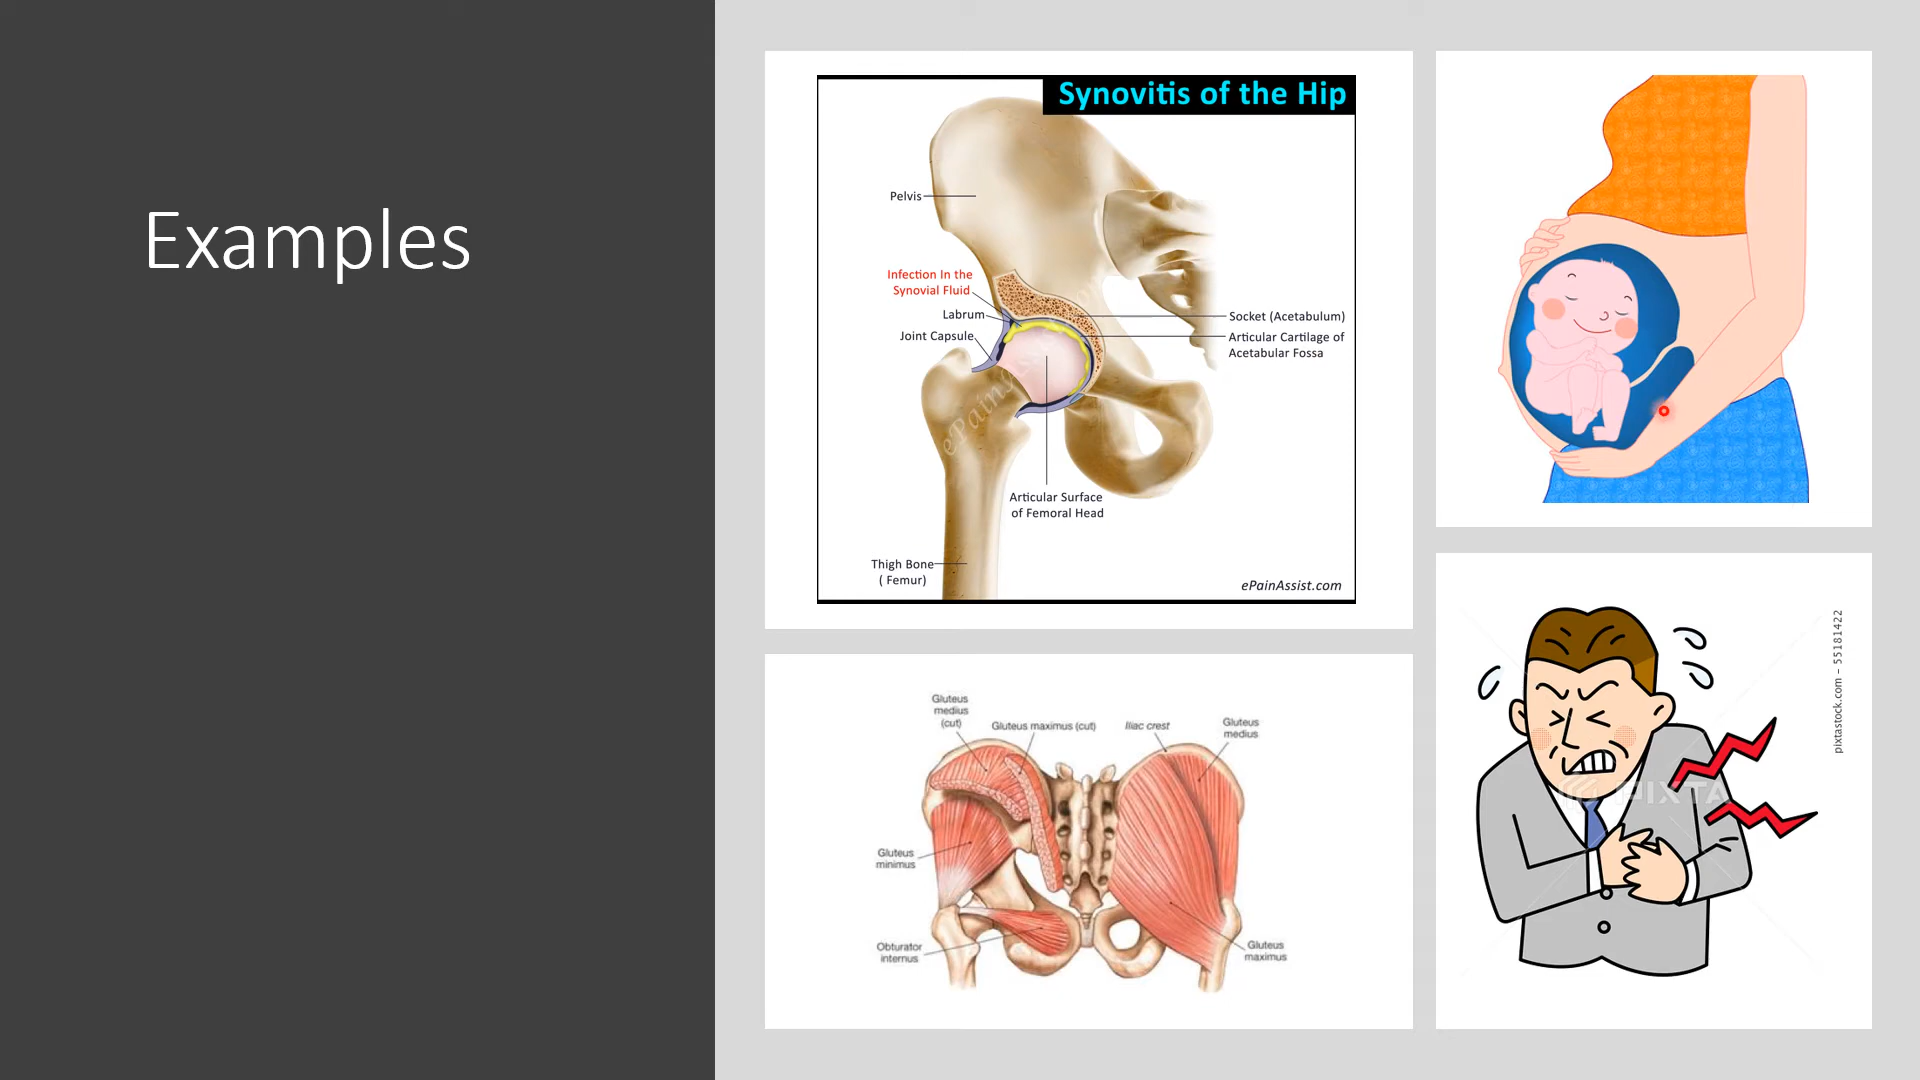 Examples
Synovitis of the Hip
Pelvis
Infection In the
Synovial Fluid
Labrum
Joint Capsule
Socket (Acetabulum)
Articular Cartilage of
Acetabular Fossa
Articular Surface
of Femoral Head
Thigh Bone
( Femur)
ePainAssist.com
Gluteus
medius
(cut)
Gluteus maximus (cut)
Iliac crest
Gluteus
medius
Gluteus
minimus
Obturator
internus
Gluteus
maximus
PIXTA
pixtastock.com - 55181422